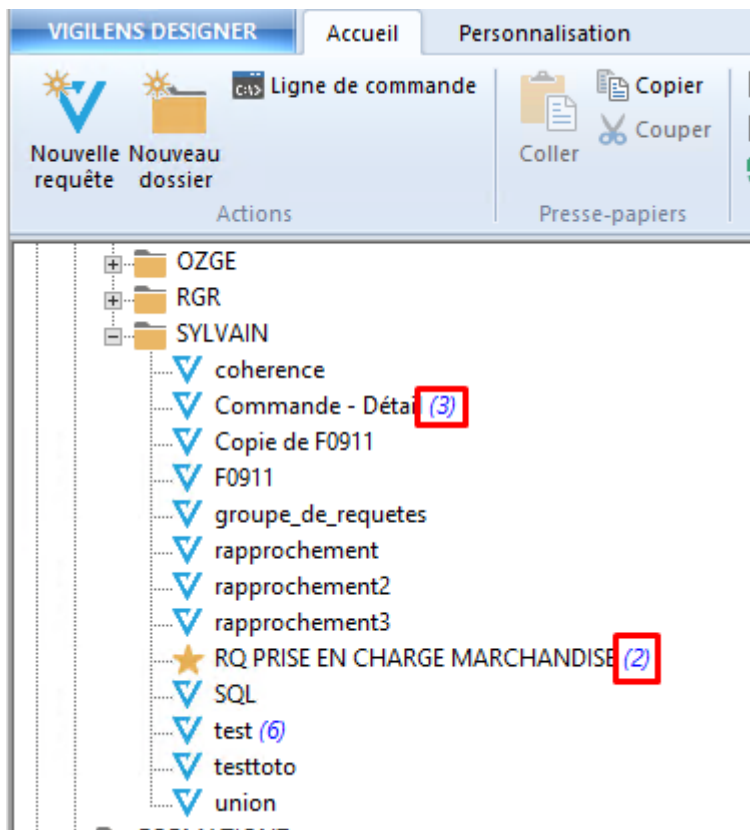 VIGILENS DESIGNER Accueil Personnalisation
Nouvelle requête
Nouveau dossier
C:\> Ligne de commande
Coller
Copier
Couper
Actions
Presse-papiers
OZGE
RGR
SYLVAIN
coherence
Commande - Détail (3)
Copie de F0911
F0911
groupe_de_requetes
rapprochement
rapprochement2
rapprochement3
RQ PRISE EN CHARGE MARCHANDISE (2)
SQL
test (6)
testtoto
union